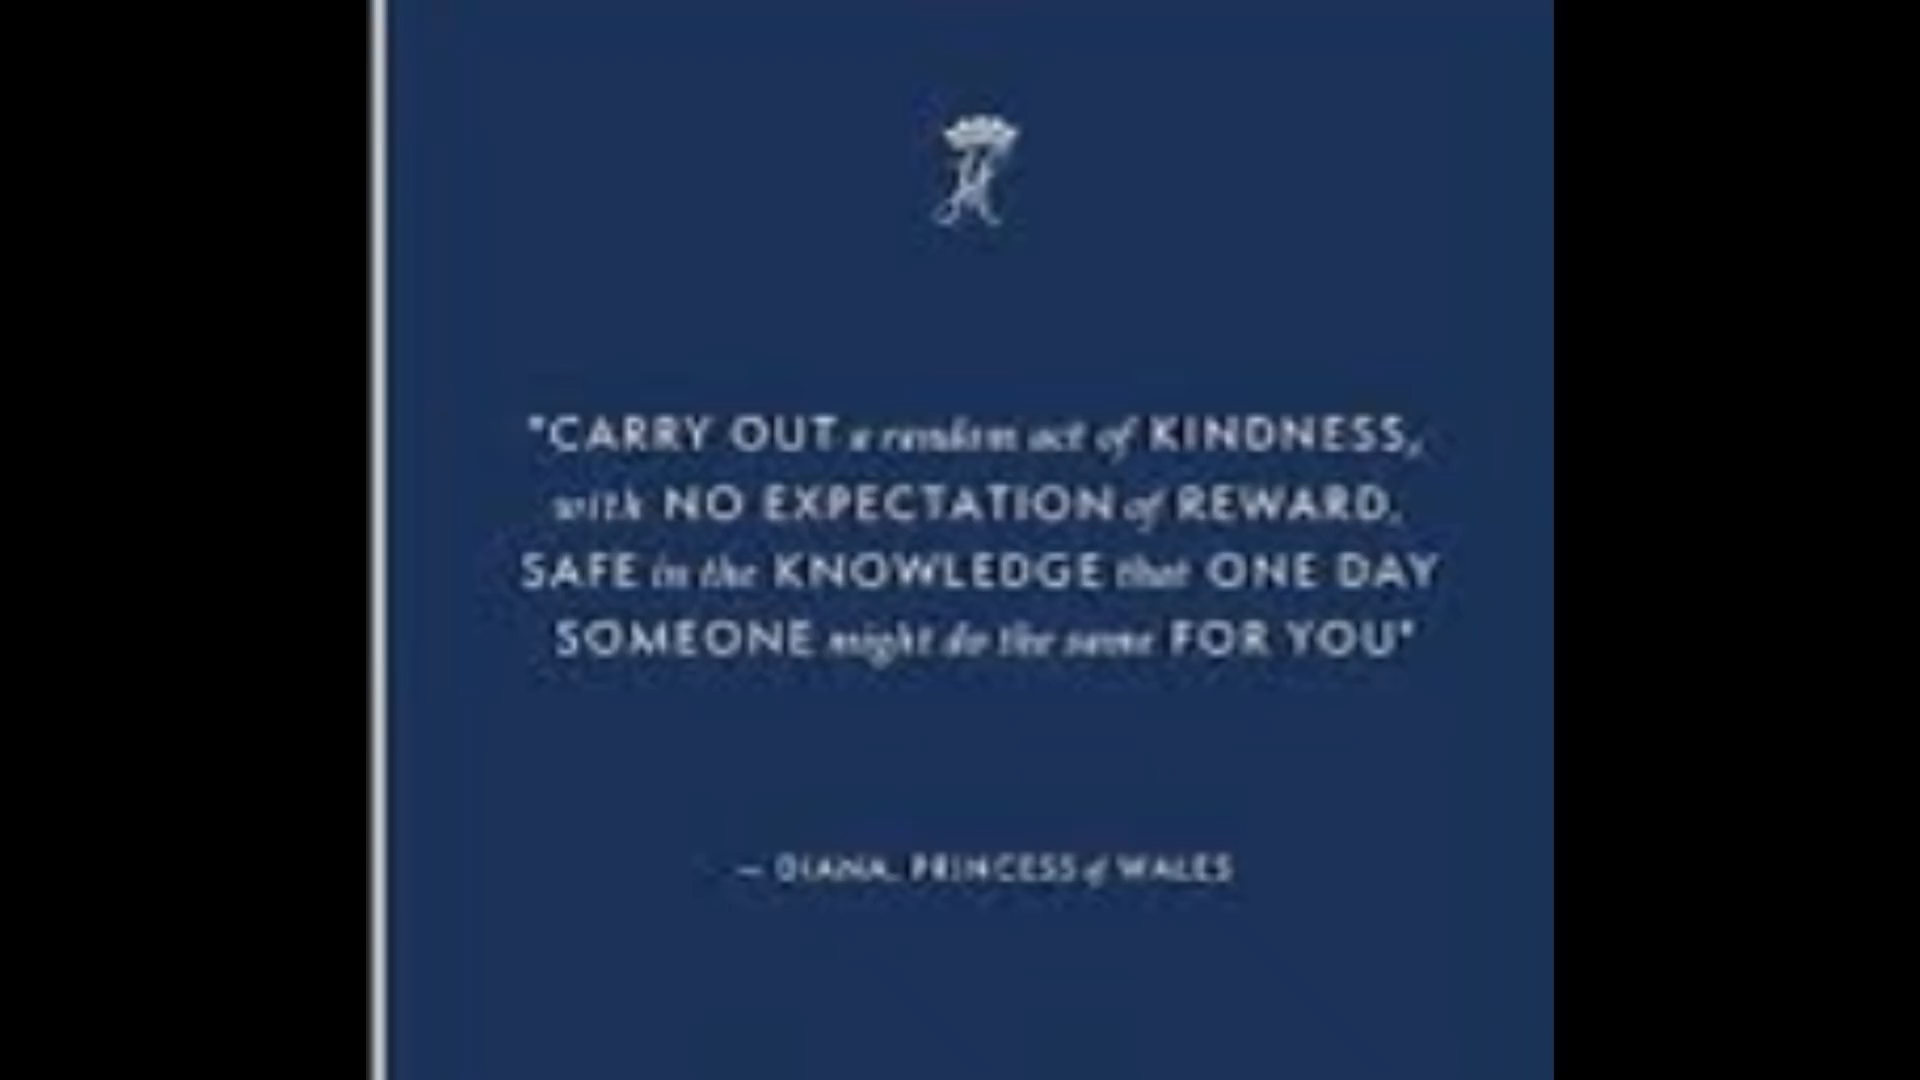 "CARRY OUT a random act of KINDNESS,
with NO EXPECTATION of REWARD,
SAFE in the KNOWLEDGE that ONE DAY
SOMEONE might do the same FOR YOU"
— DIANA, PRINCESS of WALES